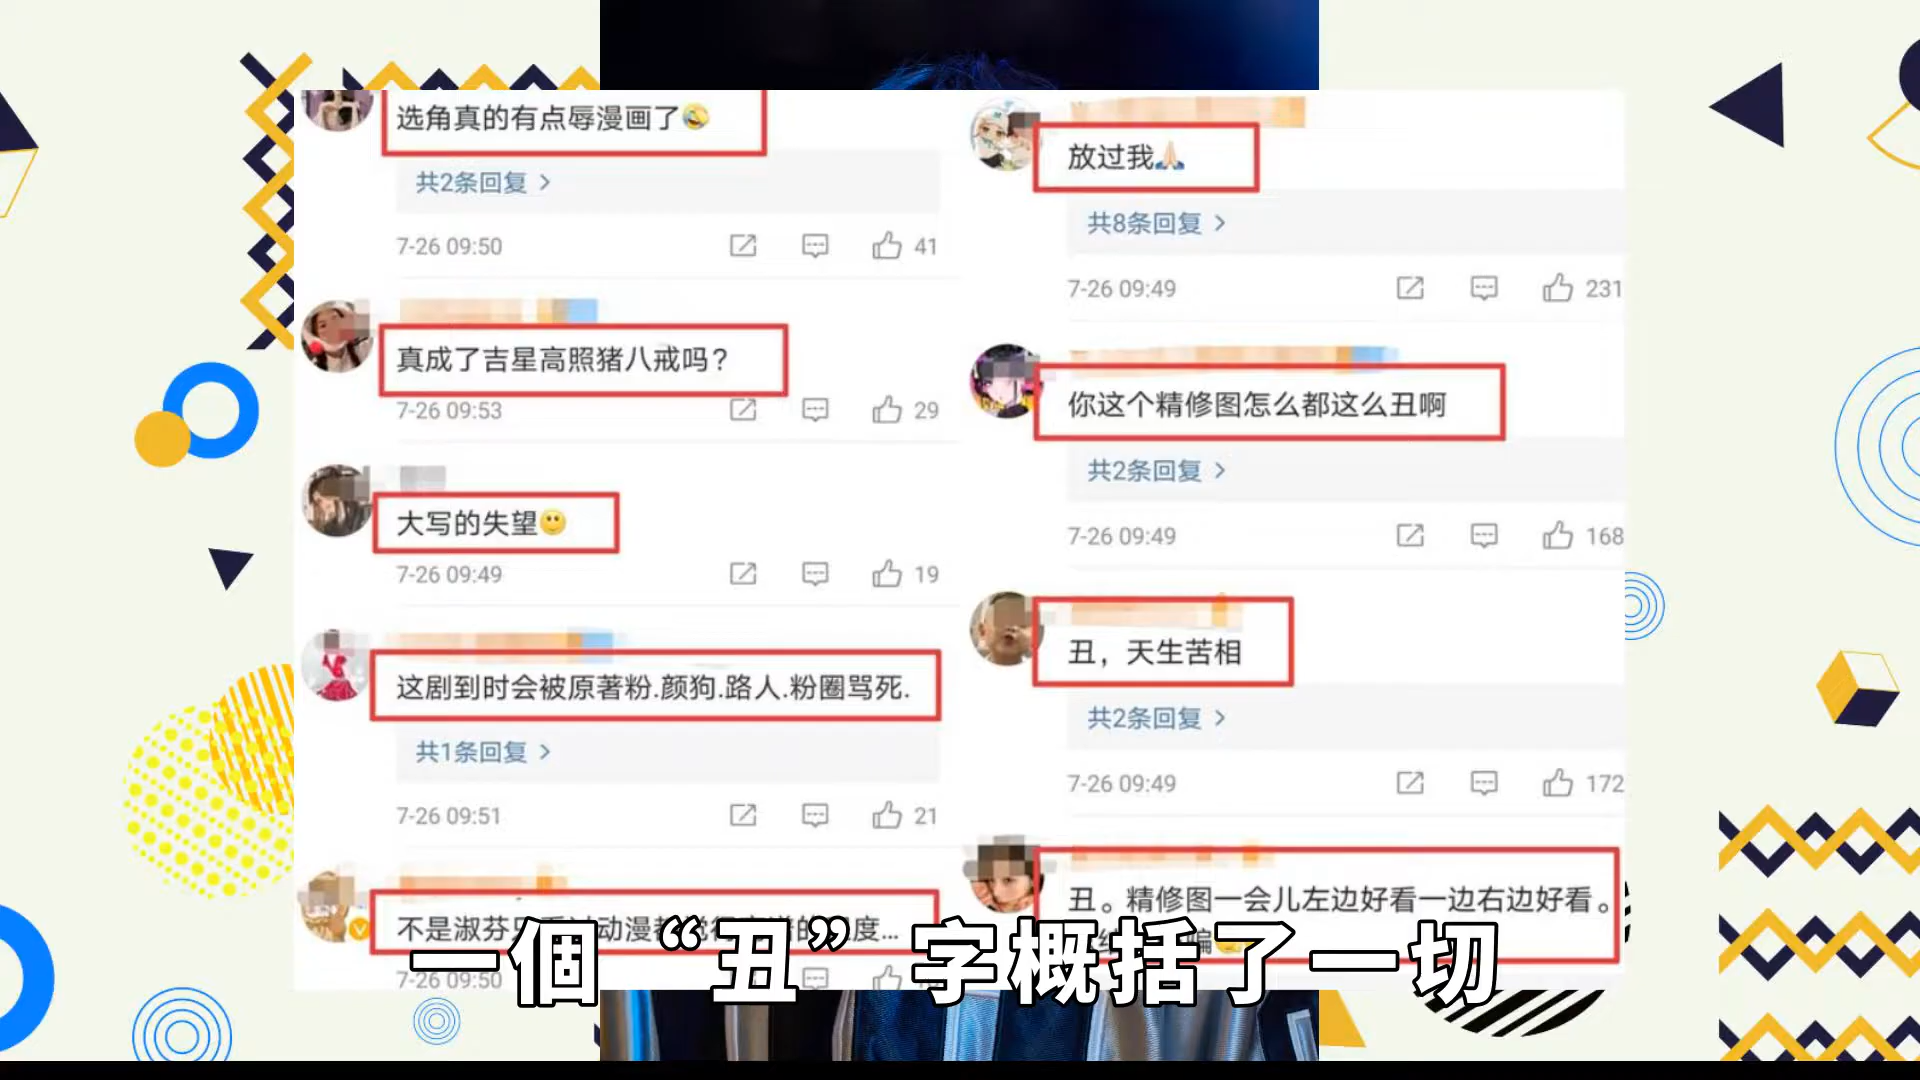 选角真的有点辱漫画了🤣
共2条回复 >
7-26 09:50
41
真成了吉星高照猪八戒吗？
7-26 09:53
29
大写的失望🙂
7-26 09:49
19
这剧到时会被原著粉.颜狗.路人.粉圈骂死.
共1条回复 >
7-26 09:51
21
不是淑芬
动漫
度...
7-26 09:50
放过我🙏🏻
共8条回复 >
7-26 09:49
231
你这个精修图怎么都这么丑啊
共2条回复 >
7-26 09:49
168
丑，天生苦相
共2条回复 >
7-26 09:49
172
丑。精修图一会儿左边好看一边右边好看。
一個“丑”字概括了一切